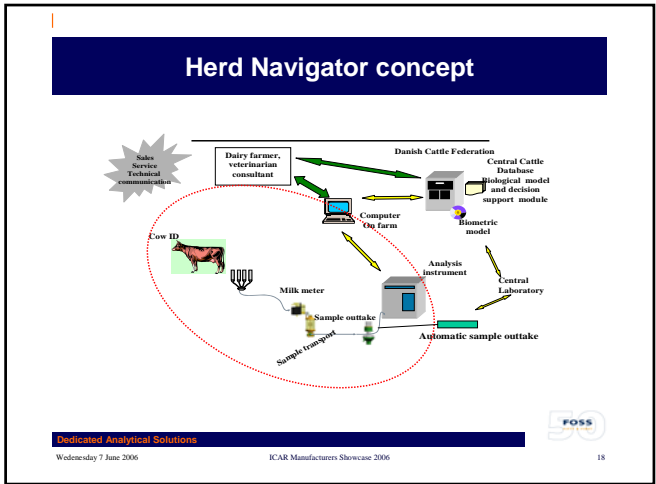 Herd Navigator concept
Sales
Service
Technical
communication
Dairy farmer,
veterinarian
consultant
Danish Cattle Federation
Central Cattle
Database
Biological model
and decision
support module
Biometric
model
Computer
On farm
Cow ID
Analysis
instrument
Milk meter
Central
Laboratory
Sample outtake
Sample transport
Automatic sample outtake
50
FOSS
Dedicated Analytical Solutions
Wedenesday 7 June 2006
ICAR Manufacturers Showcase 2006
18